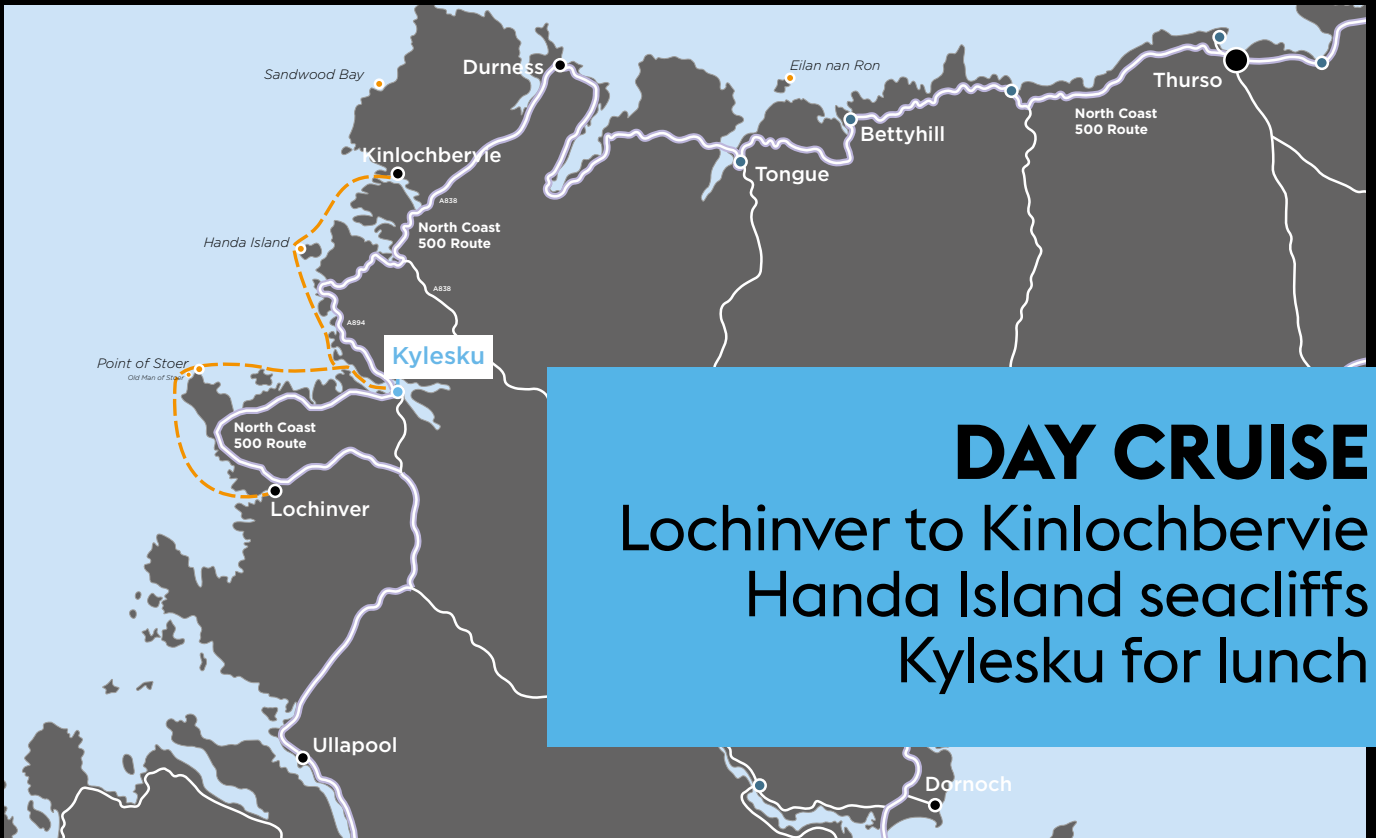 Durness
Sandwood Bay
Eilan nan Ron
Thurso
North Coast
500 Route
Bettyhill
Kinlochbervie
Tongue
A838
North Coast
500 Route
Handa Island
A838
A894
Kylesku
Point of Stoer
Old Man of Stoer
North Coast
500 Route
Lochinver
DAY CRUISE
Lochinver to Kinlochbervie
Handa Island seacliffs
Kylesku for lunch
Ullapool
Dornoch